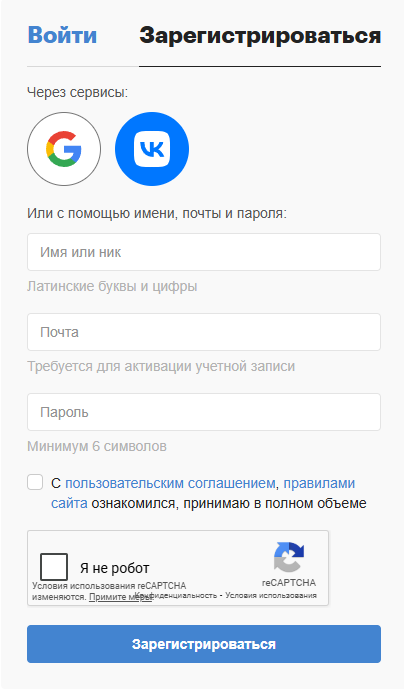 Войти Зарегистрироваться
Через сервисы:
Или с помощью имени, почты и пароля:
Имя или ник
Латинские буквы и цифры
Почта
Требуется для активации учетной записи
Пароль
Минимум 6 символов
С пользовательским соглашением, правилами
сайта ознакомился, принимаю в полном объеме
Я не робот
reCAPTCHA
Условия использования reCAPTCHA
изменяются. Примите меры
Конфиденциальность - Условия использования
Зарегистрироваться